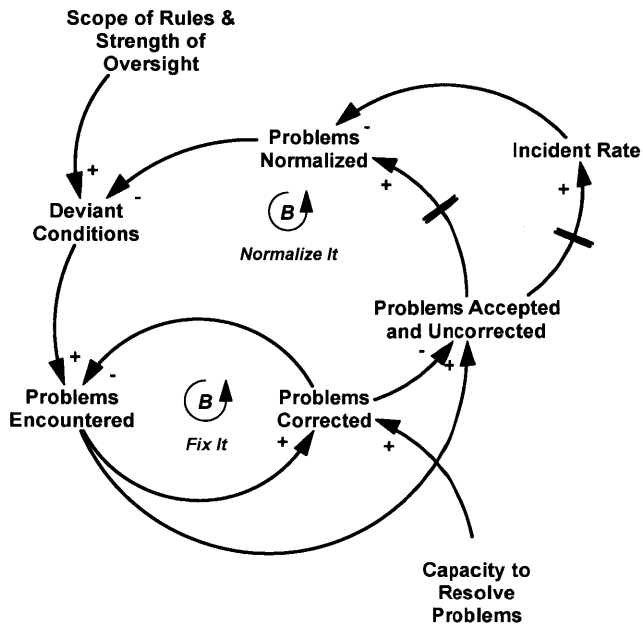 Scope of Rules &
Strength of
Oversight
Problems
Normalized
-
Incident Rate
+
+
+
-
Deviant
Conditions
B
Normalize It
Problems Accepted
and Uncorrected
+
-
-
+
Problems
Encountered
B
Fix It
Problems
Corrected
+
+
Capacity to
Resolve
Problems